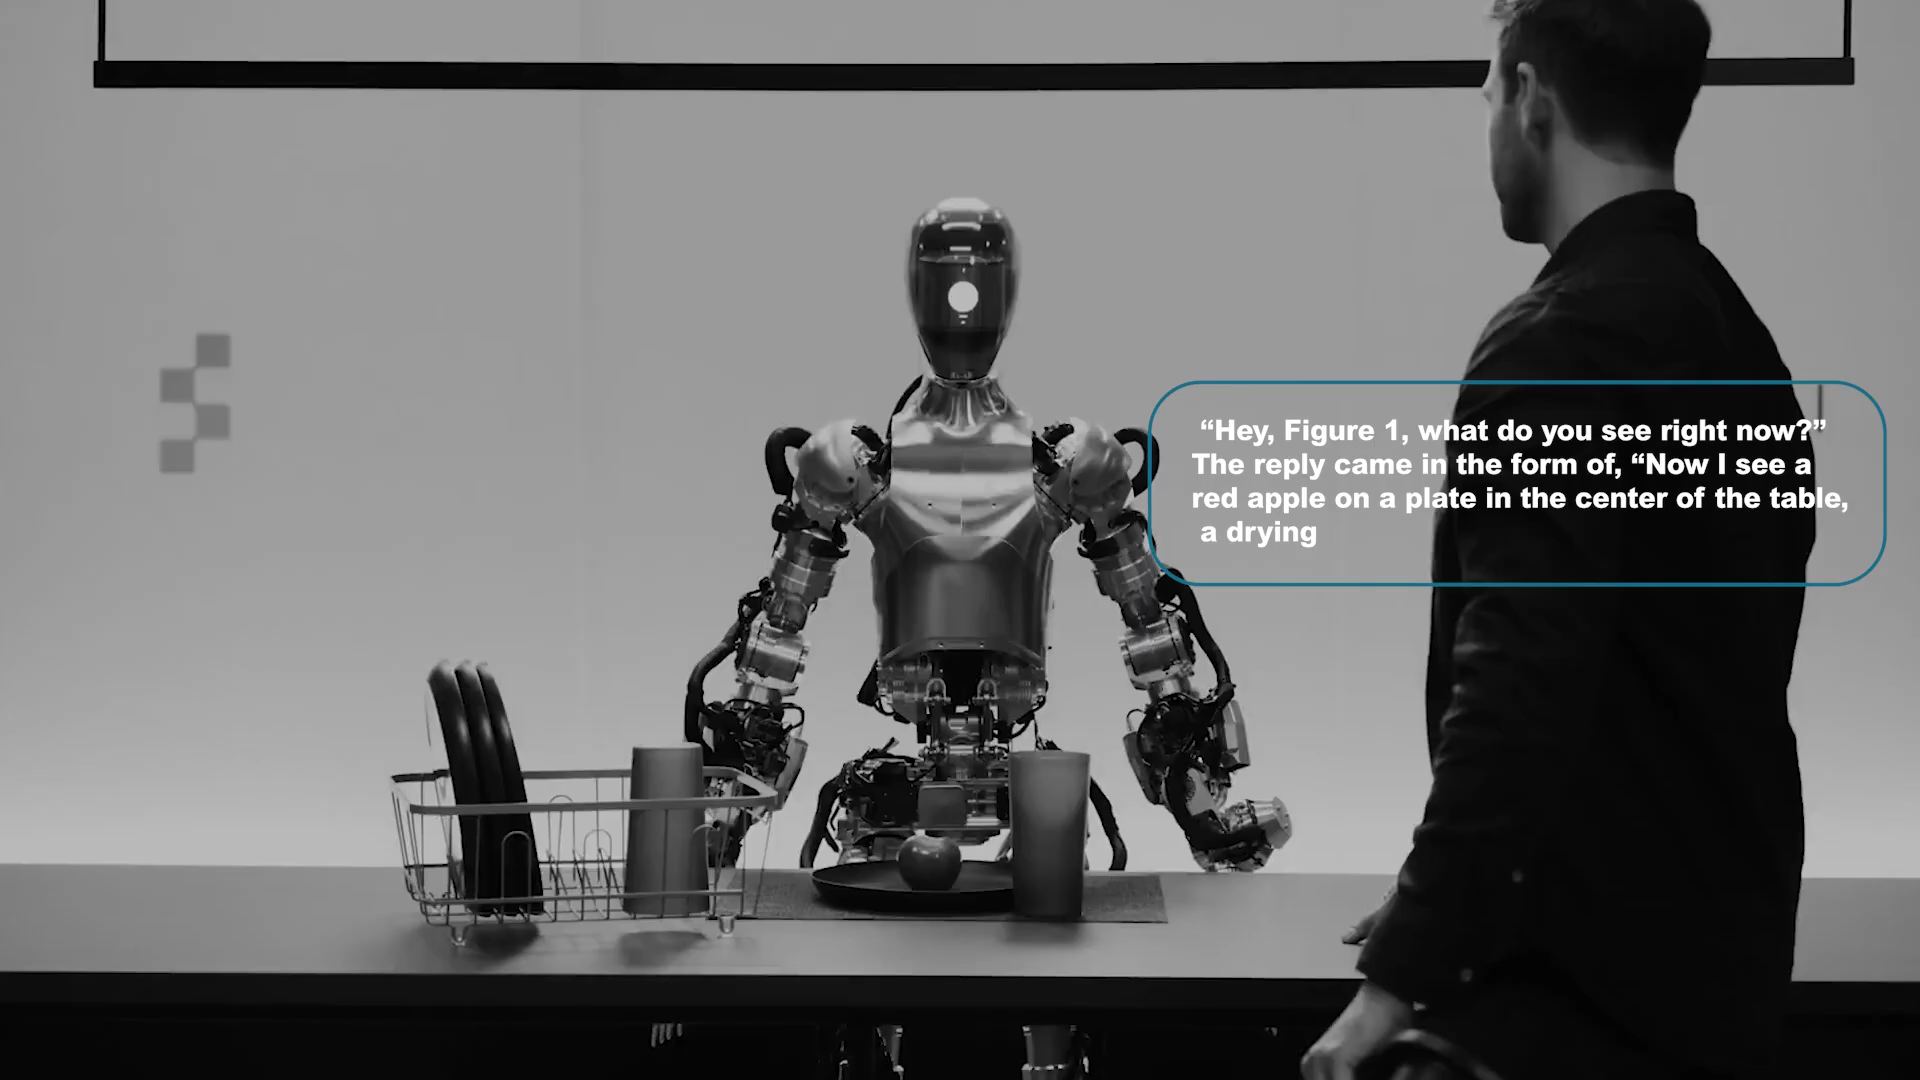 “Hey, Figure 1, what do you see right now?”
The reply came in the form of, “Now I see a
red apple on a plate in the center of the table,
a drying